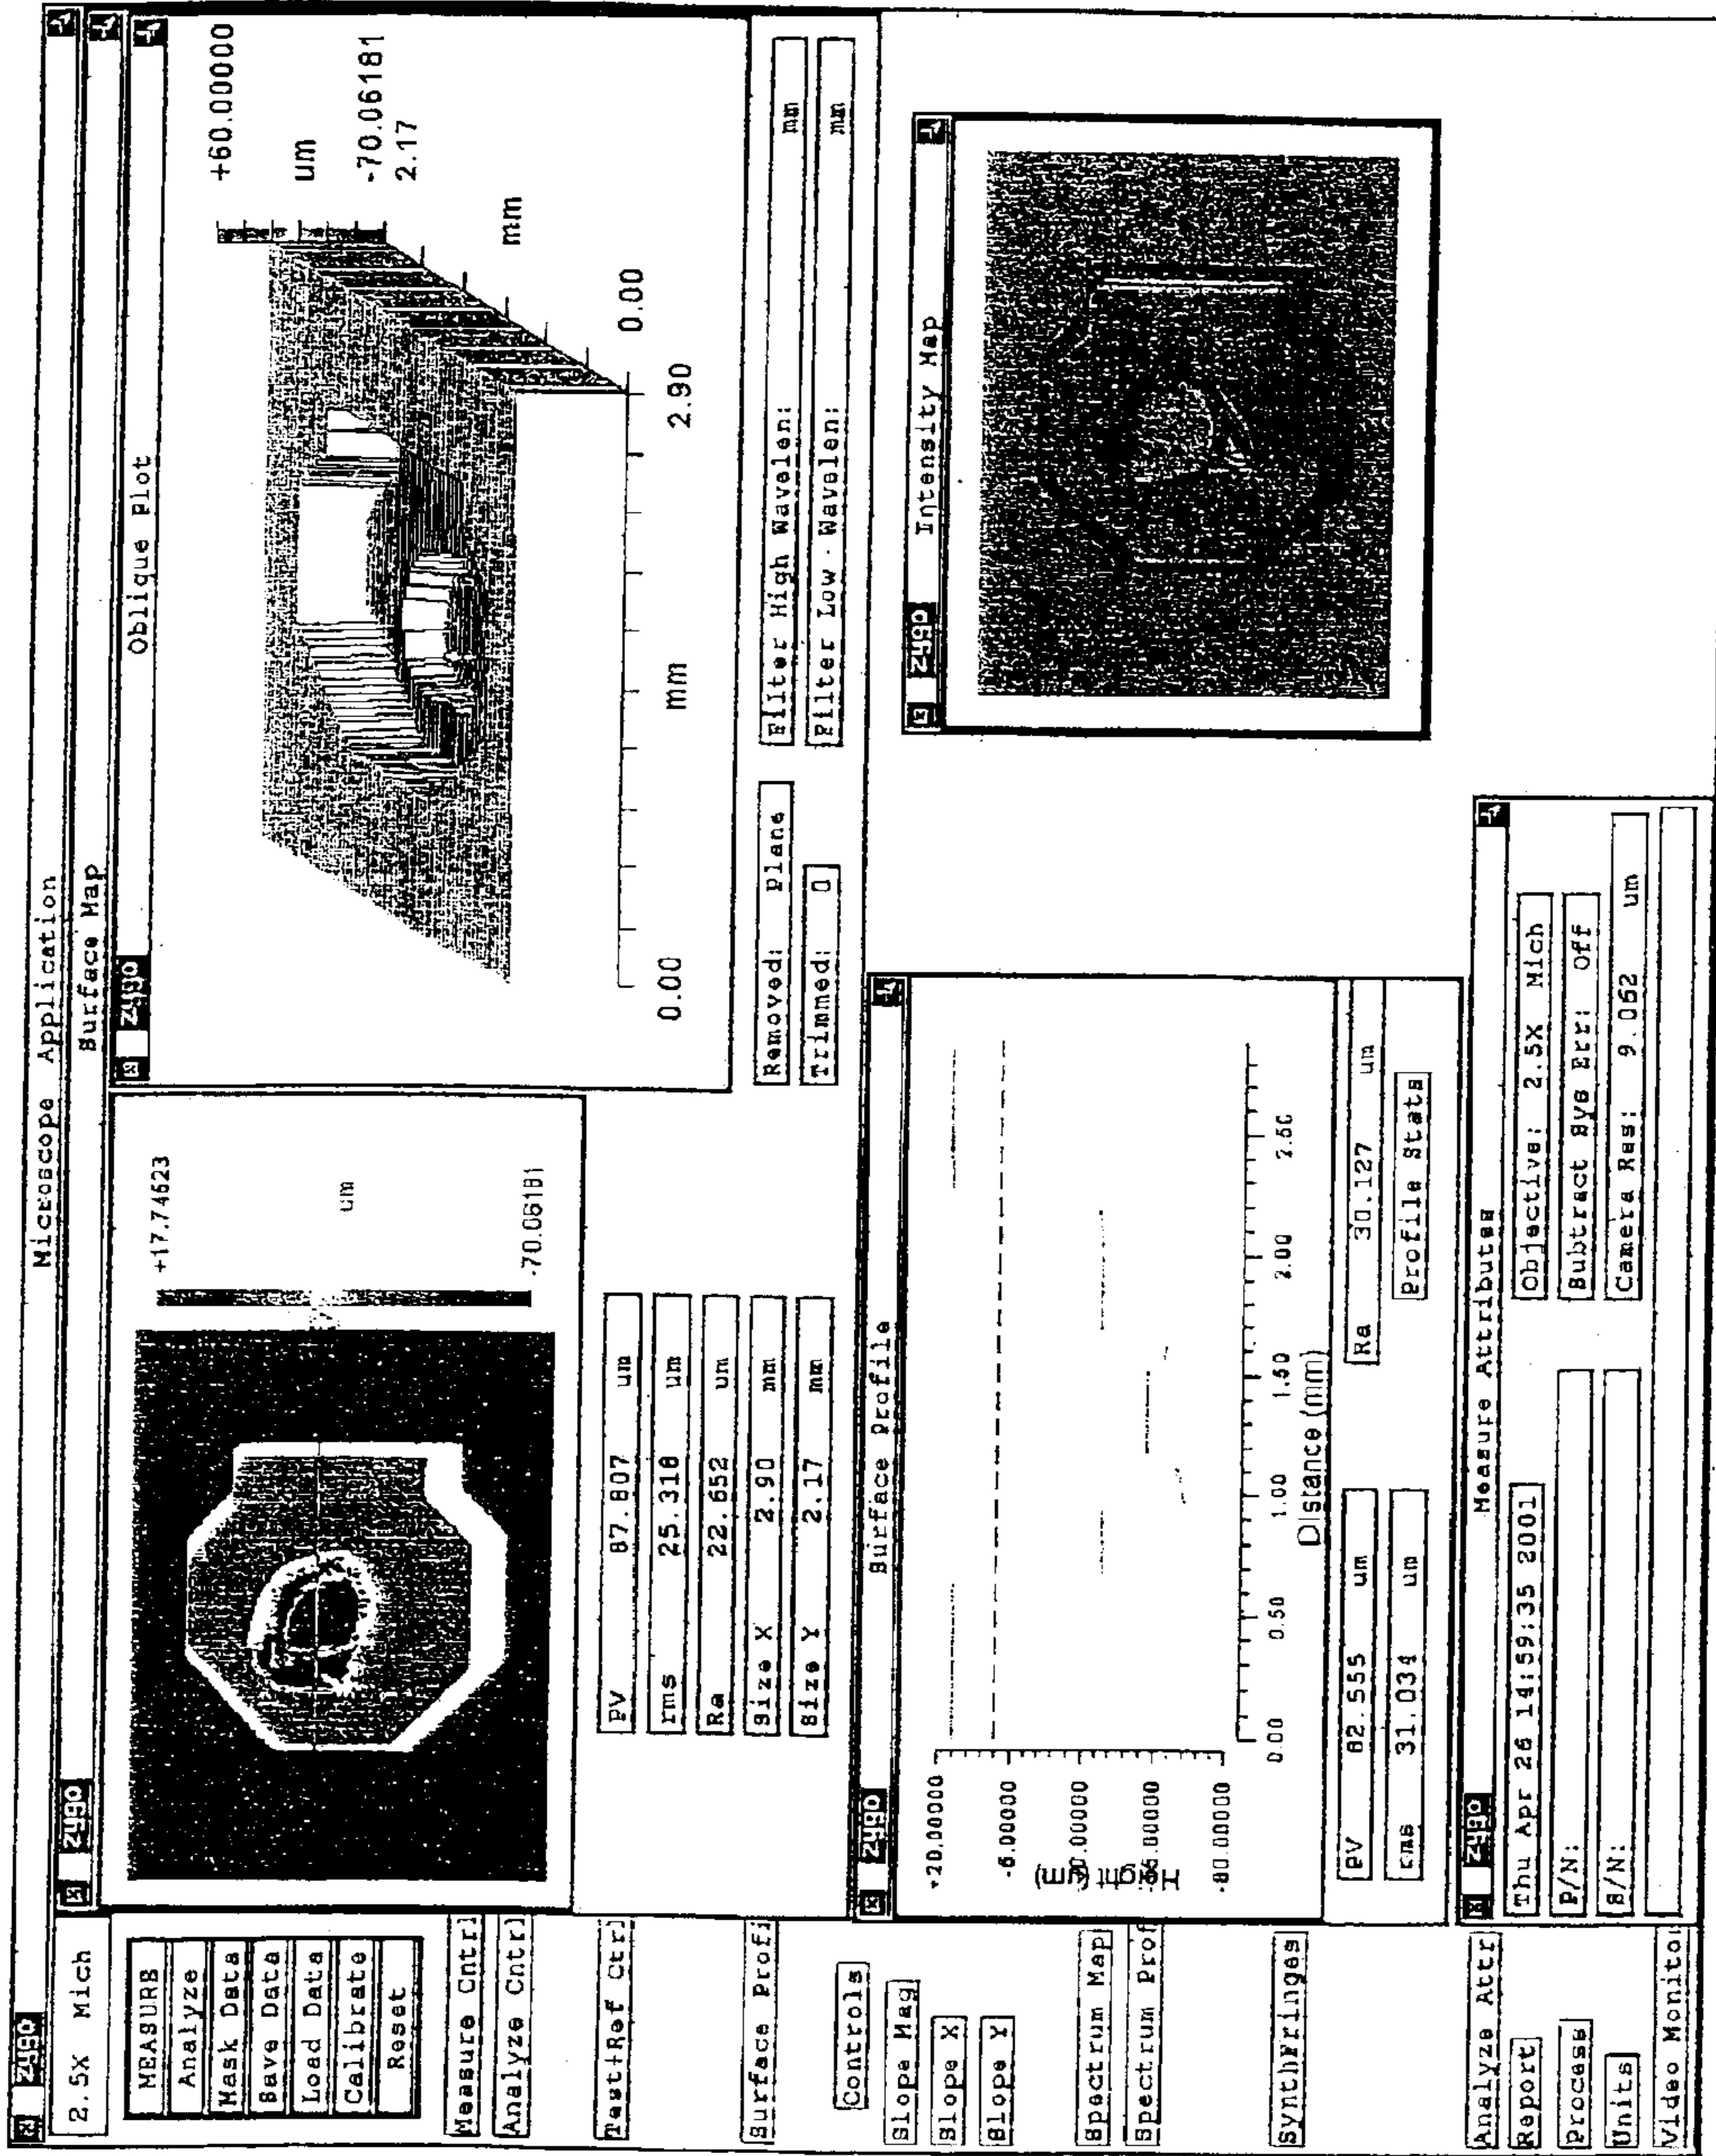 zygo Microscope Application
2.5X Mich
MEASURE
Analyze
Mask Data
Save Data
Load Data
Calibrate
Reset
Measure Cntrl
Analyze Cntrl
Test+Ref Ctrl
Surface Profi
Controls
Slope Mag
Slope X
Slope Y
Spectrum Map
Spectrum Prof
SynthFringes
Analyze Attr
Report
Process
Units
Video Monitor
zygo Surface Map
+17.74623
um
-70.06181
PV 87.807 um
rms 25.318 um
Ra 22.652 um
Size X 2.90 mm
Size Y 2.17 mm
zygo Oblique Plot
+60.00000
um
-70.06181
2.17
mm
0.00
0.00
mm
2.90
Removed: Plane
Trimmed: 0
Filter High Wavelen: mm
Filter Low Wavelen: mm
zygo Surface Profile
+20.00000
-5.00000
-30.00000
-55.00000
-80.00000
Height (um)
0.00 0.50 1.00 1.50 2.00 2.50
Distance (mm)
PV 82.555 um
rms 31.034 um
Ra 30.127 um
Profile Stats
zygo Intensity Map
zygo Measure Attributes
Thu Apr 26 14:59:35 2001
P/N:
S/N:
Objective: 2.5X Mich
Subtract Sys Err: Off
Camera Res: 9.062 um